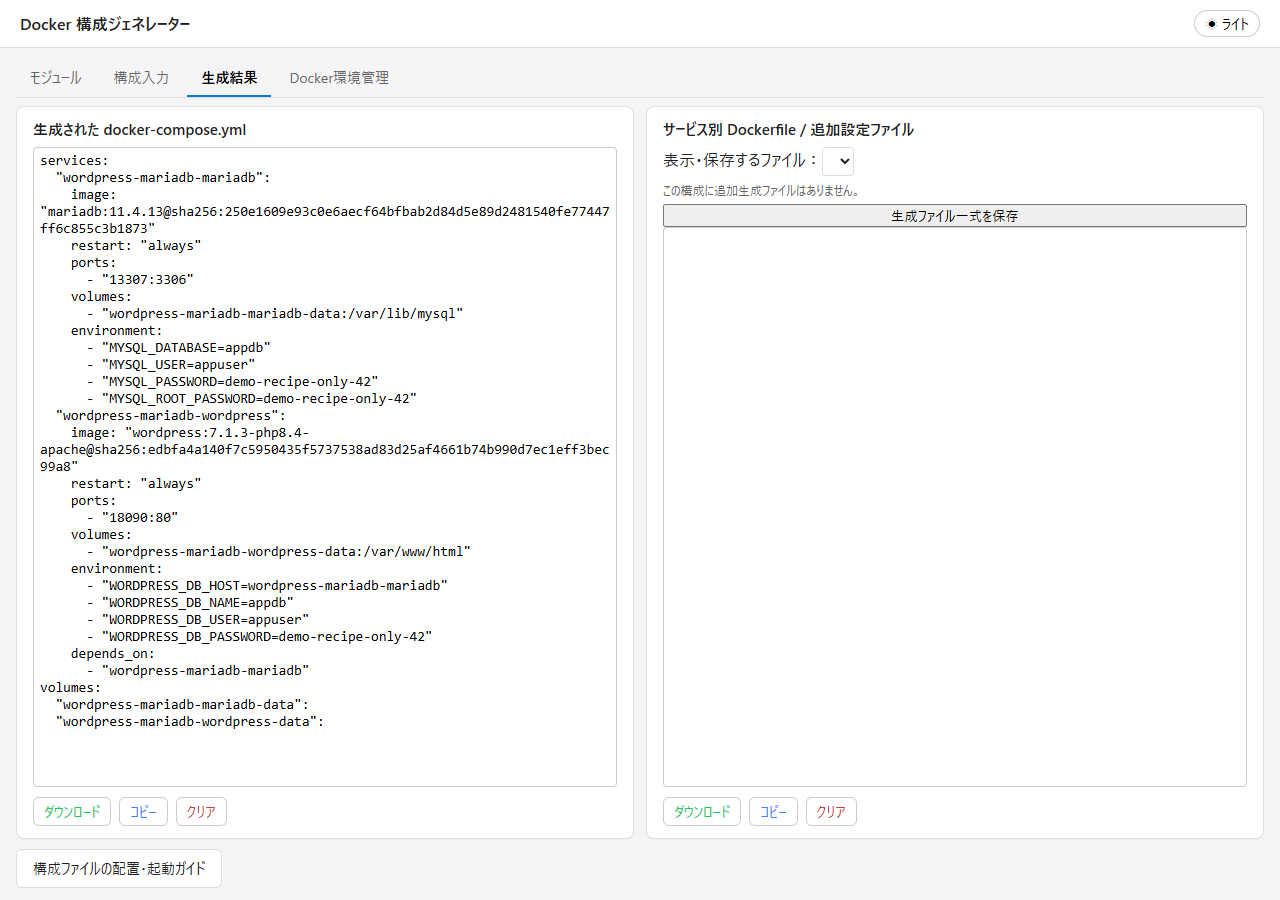 Docker 構成ジェネレーター
ライト
モジュール
構成入力
生成結果
Docker環境管理
生成された docker-compose.yml
services:
  "wordpress-mariadb-mariadb":
    image:
"mariadb:11.4.13@sha256:250e1609e93c0e6aecf64bfbab2d84d5e89d2481540fe77447
ff6c855c3b1873"
    restart: "always"
    ports:
      - "13307:3306"
    volumes:
      - "wordpress-mariadb-mariadb-data:/var/lib/mysql"
    environment:
      - "MYSQL_DATABASE=appdb"
      - "MYSQL_USER=appuser"
      - "MYSQL_PASSWORD=demo-recipe-only-42"
      - "MYSQL_ROOT_PASSWORD=demo-recipe-only-42"
  "wordpress-mariadb-wordpress":
    image: "wordpress:7.1.3-php8.4-
apache@sha256:edbfa4a140f7c5950435f5737538ad83d25af4661b74b990d7ec1eff3bec
99a8"
    restart: "always"
    ports:
      - "18090:80"
    volumes:
      - "wordpress-mariadb-wordpress-data:/var/www/html"
    environment:
      - "WORDPRESS_DB_HOST=wordpress-mariadb-mariadb"
      - "WORDPRESS_DB_NAME=appdb"
      - "WORDPRESS_DB_USER=appuser"
      - "WORDPRESS_DB_PASSWORD=demo-recipe-only-42"
    depends_on:
      - "wordpress-mariadb-mariadb"
volumes:
  "wordpress-mariadb-mariadb-data":
  "wordpress-mariadb-wordpress-data":
ダウンロード
コピー
クリア
サービス別 Dockerfile / 追加設定ファイル
表示・保存するファイル：
この構成に追加生成ファイルはありません。
生成ファイル一式を保存
ダウンロード
コピー
クリア
構成ファイルの配置・起動ガイド